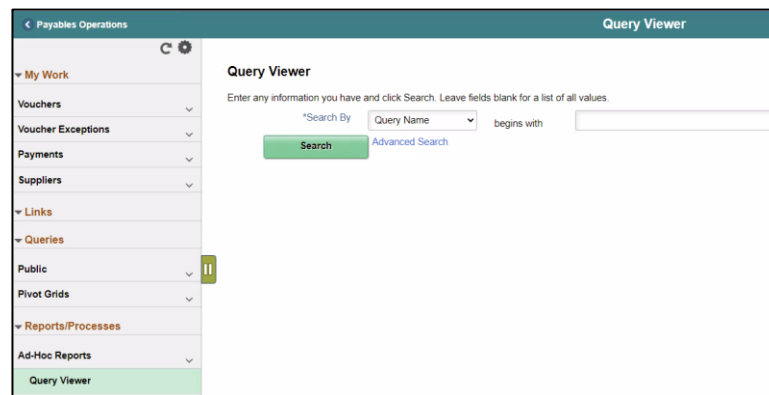 Payables Operations
Query Viewer
My Work
Vouchers
Voucher Exceptions
Payments
Suppliers
Links
Queries
Public
Pivot Grids
Reports/Processes
Ad-Hoc Reports
Query Viewer
Query Viewer
Enter any information you have and click Search. Leave fields blank for a list of all values.
*Search By Query Name begins with
Search Advanced Search